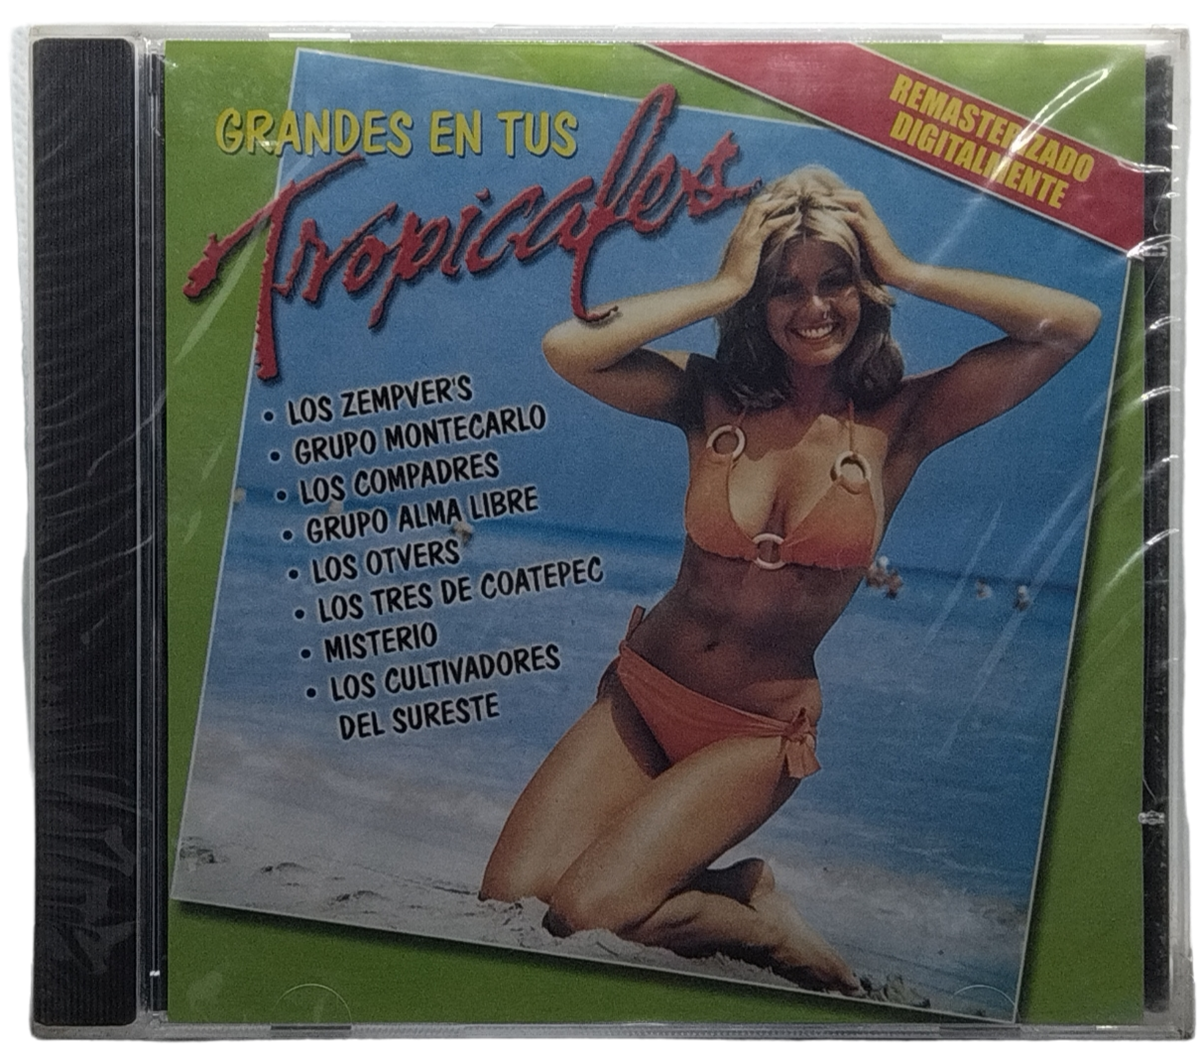 GRANDES EN TUS
Tropicales
REMASTERIZADO
DIGITALMENTE
• LOS ZEMPVER'S
• GRUPO MONTECARLO
• LOS COMPADRES
• GRUPO ALMA LIBRE
• LOS OTVERS
• LOS TRES DE COATEPEC
• MISTERIO
• LOS CULTIVADORES
DEL SURESTE